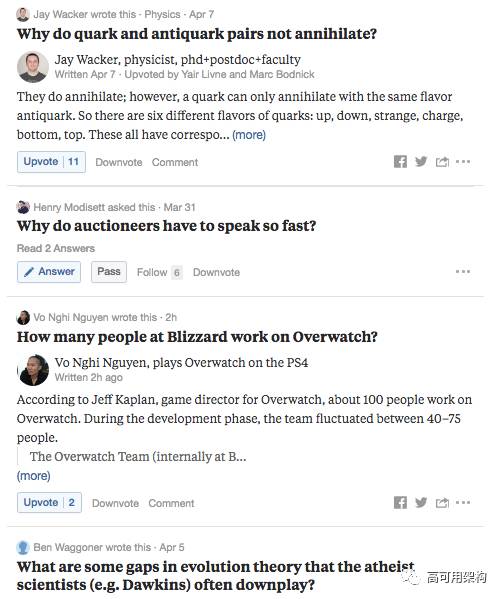 Jay Wacker wrote this · Physics · Apr 7
Why do quark and antiquark pairs not annihilate?
Jay Wacker, physicist, phd+postdoc+faculty
Written Apr 7 · Upvoted by Yair Livne and Marc Bodnick
They do annihilate; however, a quark can only annihilate with the same flavor
antiquark. So there are six different flavors of quarks: up, down, strange, charge,
bottom, top. These all have correspo... (more)
Upvote | 11 Downvote Comment
Henry Modisett asked this · Mar 31
Why do auctioneers have to speak so fast?
Read 2 Answers
Answer Pass Follow 6 Downvote
Vo Nghi Nguyen wrote this · 2h
How many people at Blizzard work on Overwatch?
Vo Nghi Nguyen, plays Overwatch on the PS4
Written 2h ago
According to Jeff Kaplan, game director for Overwatch, about 100 people work on
Overwatch. During the development phase, the team fluctuated between 40–75
people.
The Overwatch Team (internally at B...
(more)
Upvote | 2 Downvote Comment
Ben Waggoner wrote this · Apr 5
What are some gaps in evolution theory that the atheist
scientists (e.g. Dawkins) often downplay?
高可用架构